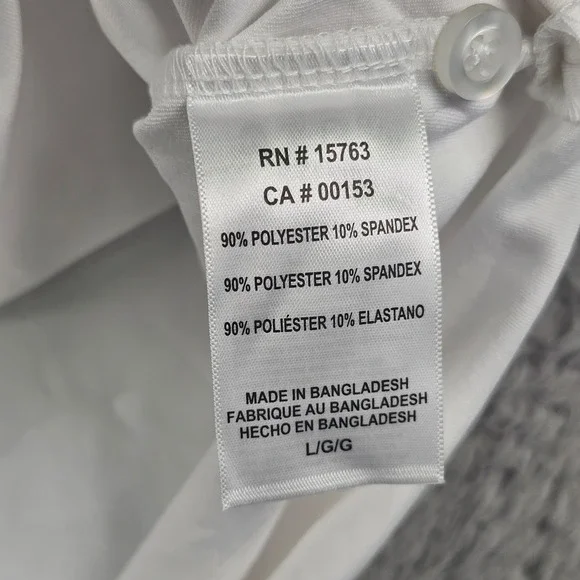 RN # 15763
CA # 00153
90% POLYESTER 10% SPANDEX
90% POLYESTER 10% SPANDEX
90% POLIÉSTER 10% ELASTANO
MADE IN BANGLADESH
FABRIQUE AU BANGLADESH
HECHO EN BANGLADESH
L/G/G